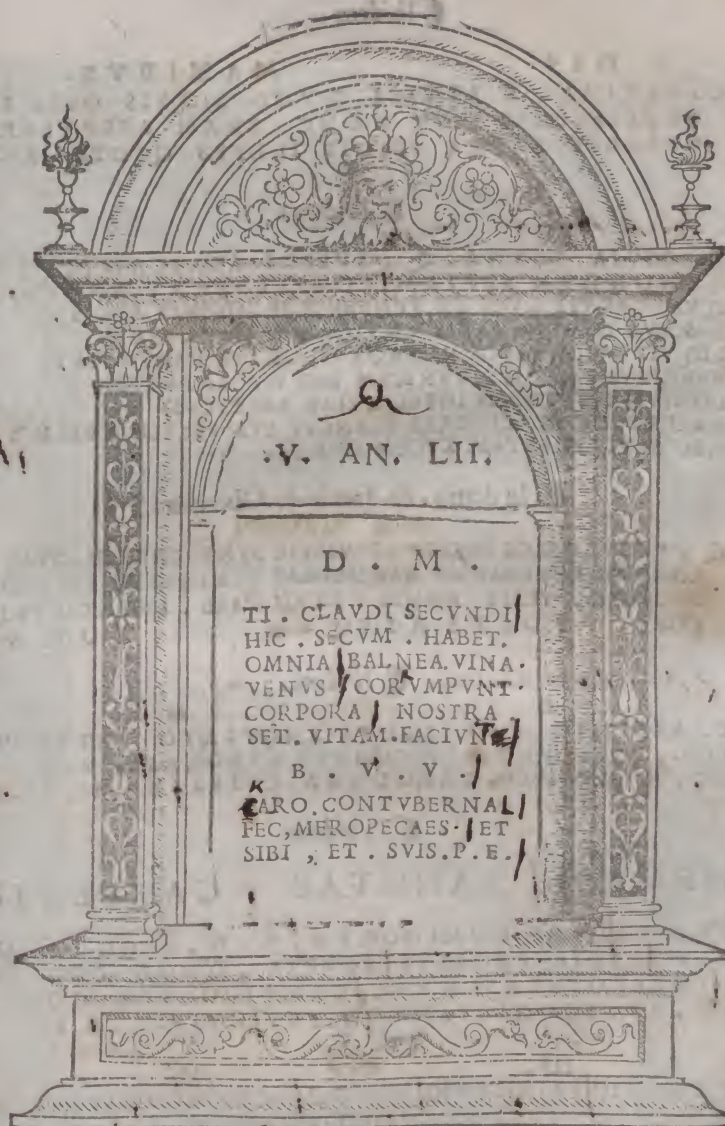 .V. AN. LII.
D . M .
TI . CLAVDI SECVNDI
HIC . SECVM . HABET.
OMNIA BALNEA.VINA.
VENVS CORVMPVNT.
CORPORA NOSTRA
SET.VITAM.FACIVNT
B . V . V .
K
CARO.CONTVBERNAL
FEC,MEROPECAES. ET
SIBI , ET . SVIS.P.E.